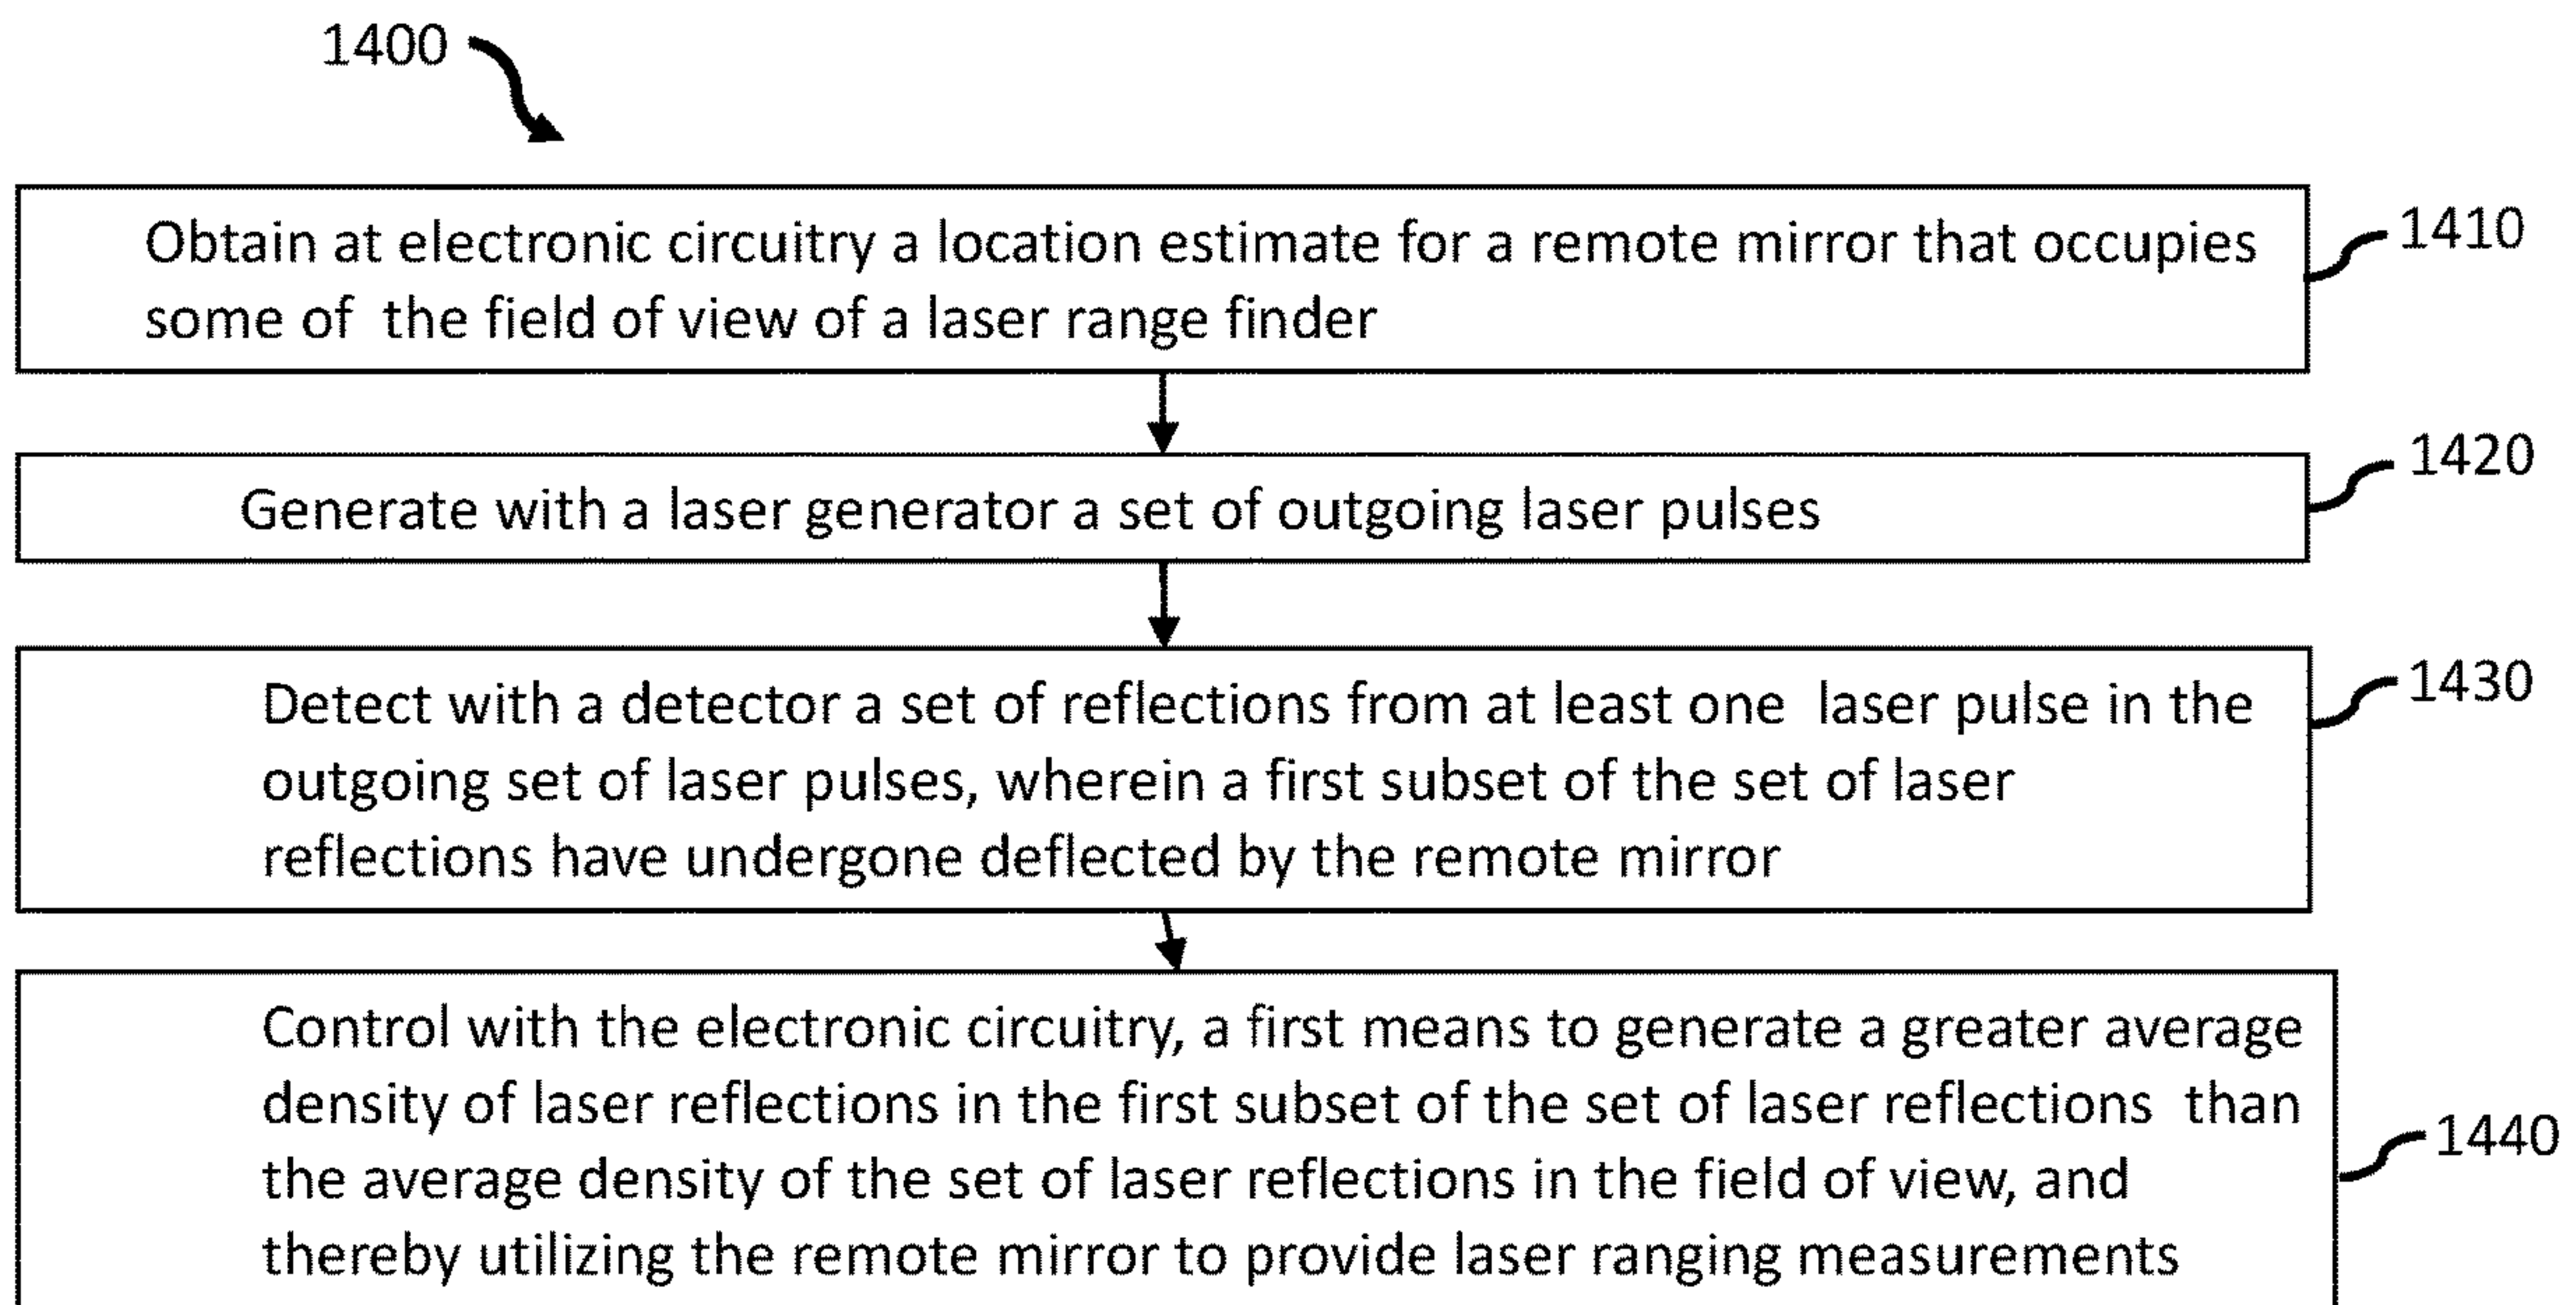 1400
Obtain at electronic circuitry a location estimate for a remote mirror that occupies
some of the field of view of a laser range finder
1410
Generate with a laser generator a set of outgoing laser pulses
1420
Detect with a detector a set of reflections from at least one laser pulse in the
outgoing set of laser pulses, wherein a first subset of the set of laser
reflections have undergone deflected by the remote mirror
1430
Control with the electronic circuitry, a first means to generate a greater average
density of laser reflections in the first subset of the set of laser reflections than
the average density of the set of laser reflections in the field of view, and
thereby utilizing the remote mirror to provide laser ranging measurements
1440